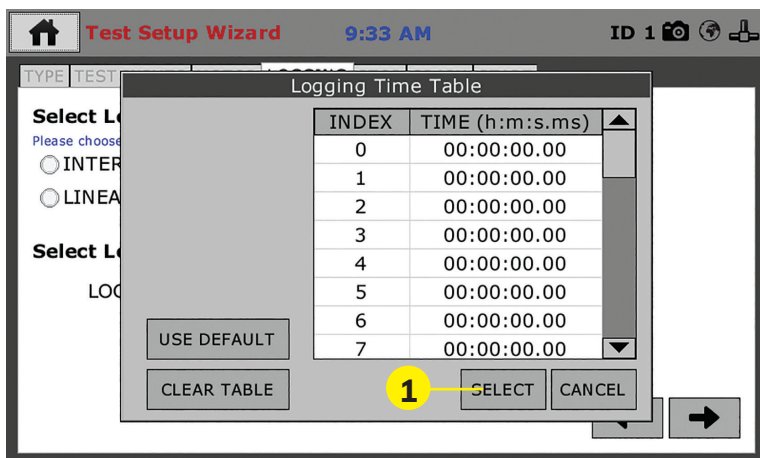 Test Setup Wizard 9:33 AM ID 1
TYPE TEST
Logging Time Table
Select Lo
Please choose
INTER
LINEA
Select Lo
LOG
INDEX TIME (h:m:s.ms)
0 00:00:00.00
1 00:00:00.00
2 00:00:00.00
3 00:00:00.00
4 00:00:00.00
5 00:00:00.00
6 00:00:00.00
7 00:00:00.00
USE DEFAULT
CLEAR TABLE
1
SELECT
CANCEL